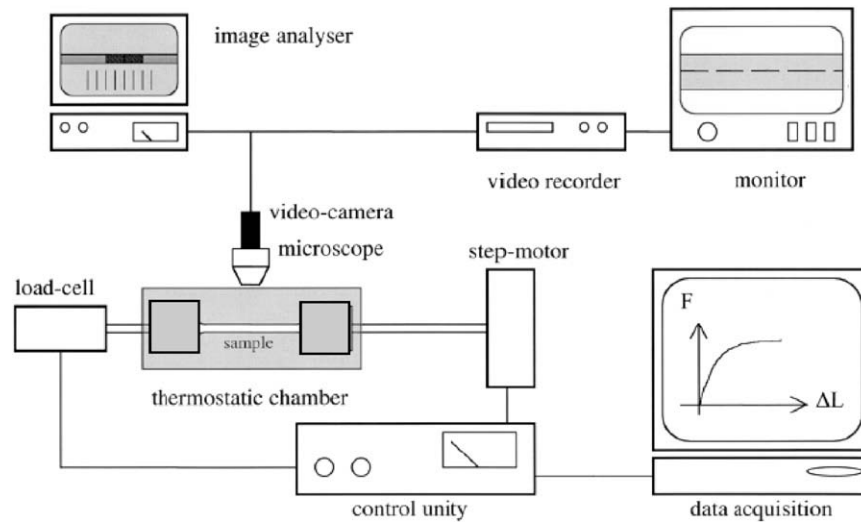 image analyser
video recorder
monitor
video-camera
microscope
step-motor
load-cell
sample
thermostatic chamber
F
ΔL
control unity
data acquisition